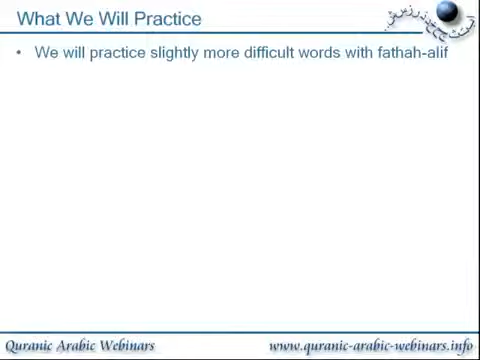 What We Will Practice
• We will practice slightly more difficult words with fathah-alif
Quranic Arabic Webinars
www.quranic-arabic-webinars.info